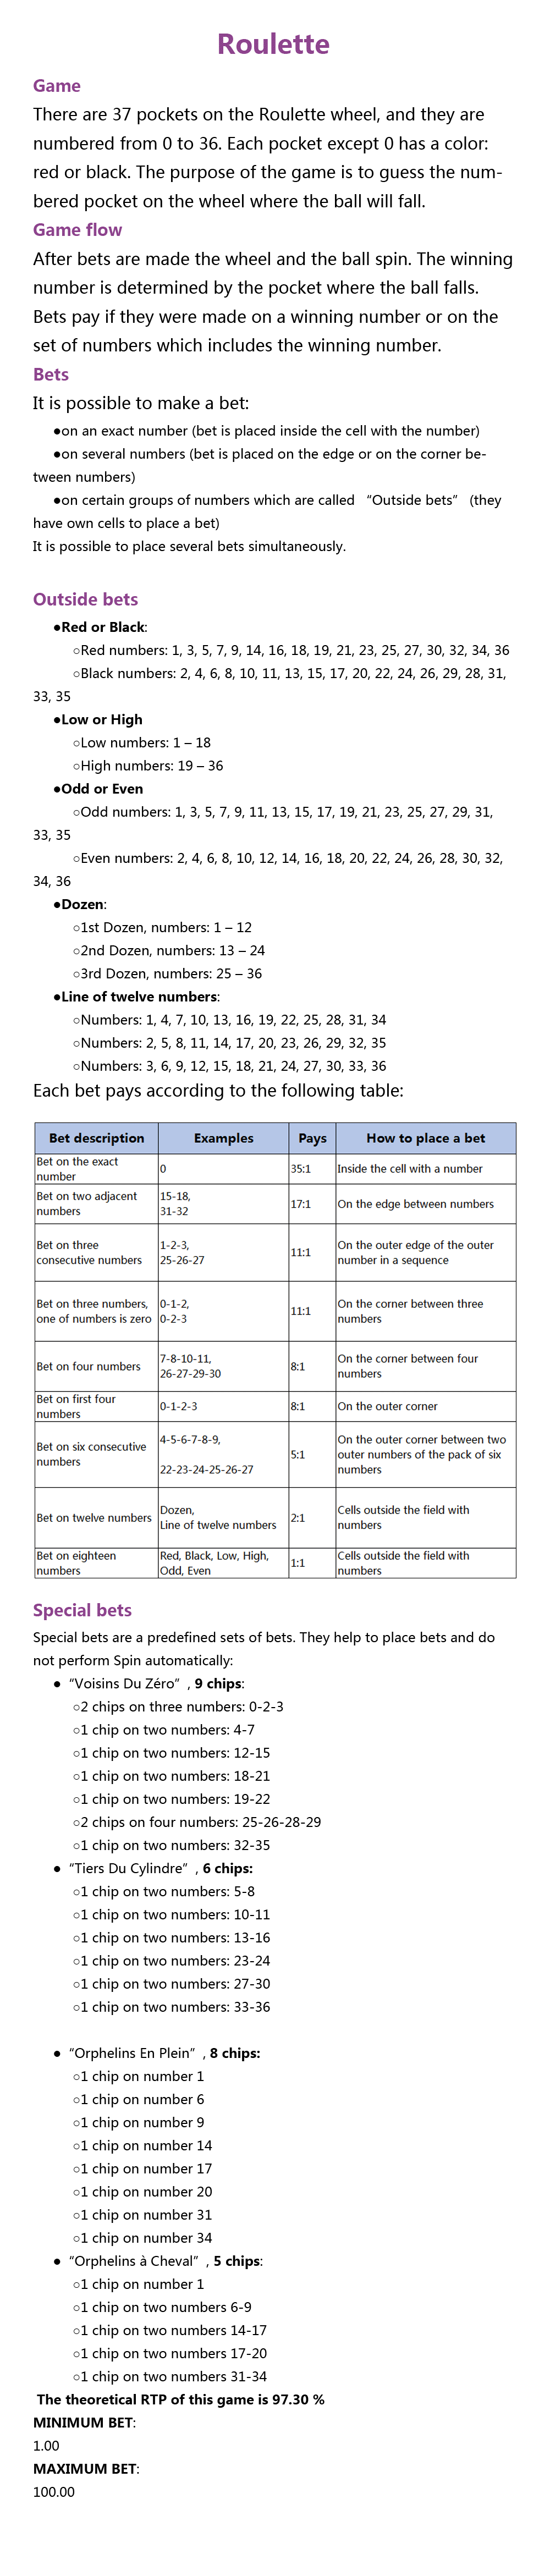 Roulette
Game
There are 37 pockets on the Roulette wheel, and they are
numbered from 0 to 36. Each pocket except 0 has a color:
red or black. The purpose of the game is to guess the num-
bered pocket on the wheel where the ball will fall.
Game flow
After bets are made the wheel and the ball spin. The winning
number is determined by the pocket where the ball falls.
Bets pay if they were made on a winning number or on the
set of numbers which includes the winning number.
Bets
It is possible to make a bet:
●on an exact number (bet is placed inside the cell with the number)
●on several numbers (bet is placed on the edge or on the corner be-
tween numbers)
●on certain groups of numbers which are called “Outside bets” (they
have own cells to place a bet)
It is possible to place several bets simultaneously.
Outside bets
●Red or Black:
○Red numbers: 1, 3, 5, 7, 9, 14, 16, 18, 19, 21, 23, 25, 27, 30, 32, 34, 36
○Black numbers: 2, 4, 6, 8, 10, 11, 13, 15, 17, 20, 22, 24, 26, 29, 28, 31,
33, 35
●Low or High
○Low numbers: 1 – 18
○High numbers: 19 – 36
●Odd or Even
○Odd numbers: 1, 3, 5, 7, 9, 11, 13, 15, 17, 19, 21, 23, 25, 27, 29, 31,
33, 35
○Even numbers: 2, 4, 6, 8, 10, 12, 14, 16, 18, 20, 22, 24, 26, 28, 30, 32,
34, 36
●Dozen:
○1st Dozen, numbers: 1 – 12
○2nd Dozen, numbers: 13 – 24
○3rd Dozen, numbers: 25 – 36
●Line of twelve numbers:
○Numbers: 1, 4, 7, 10, 13, 16, 19, 22, 25, 28, 31, 34
○Numbers: 2, 5, 8, 11, 14, 17, 20, 23, 26, 29, 32, 35
○Numbers: 3, 6, 9, 12, 15, 18, 21, 24, 27, 30, 33, 36
Each bet pays according to the following table:
Bet description Examples Pays How to place a bet
Bet on the exact
number
0
35:1
Inside the cell with a number
Bet on two adjacent
numbers
15-18,
31-32
17:1
On the edge between numbers
Bet on three
consecutive numbers
1-2-3,
25-26-27
11:1
On the outer edge of the outer
number in a sequence
Bet on three numbers,
one of numbers is zero
0-1-2,
0-2-3
11:1
On the corner between three
numbers
Bet on four numbers
7-8-10-11,
26-27-29-30
8:1
On the corner between four
numbers
Bet on first four
numbers
0-1-2-3
8:1
On the outer corner
Bet on six consecutive
numbers
4-5-6-7-8-9,
22-23-24-25-26-27
5:1
On the outer corner between two
outer numbers of the pack of six
numbers
Bet on twelve numbers
Dozen,
Line of twelve numbers
2:1
Cells outside the field with
numbers
Bet on eighteen
numbers
Red, Black, Low, High,
Odd, Even
1:1
Cells outside the field with
numbers
Special bets
Special bets are a predefined sets of bets. They help to place bets and do
not perform Spin automatically:
● “Voisins Du Zéro” , 9 chips:
○2 chips on three numbers: 0-2-3
○1 chip on two numbers: 4-7
○1 chip on two numbers: 12-15
○1 chip on two numbers: 18-21
○1 chip on two numbers: 19-22
○2 chips on four numbers: 25-26-28-29
○1 chip on two numbers: 32-35
● “Tiers Du Cylindre” , 6 chips:
○1 chip on two numbers: 5-8
○1 chip on two numbers: 10-11
○1 chip on two numbers: 13-16
○1 chip on two numbers: 23-24
○1 chip on two numbers: 27-30
○1 chip on two numbers: 33-36
● “Orphelins En Plein” , 8 chips:
○1 chip on number 1
○1 chip on number 6
○1 chip on number 9
○1 chip on number 14
○1 chip on number 17
○1 chip on number 20
○1 chip on number 31
○1 chip on number 34
● “Orphelins à Cheval” , 5 chips:
○1 chip on number 1
○1 chip on two numbers 6-9
○1 chip on two numbers 14-17
○1 chip on two numbers 17-20
○1 chip on two numbers 31-34
The theoretical RTP of this game is 97.30 %
MINIMUM BET:
1.00
MAXIMUM BET:
100.00